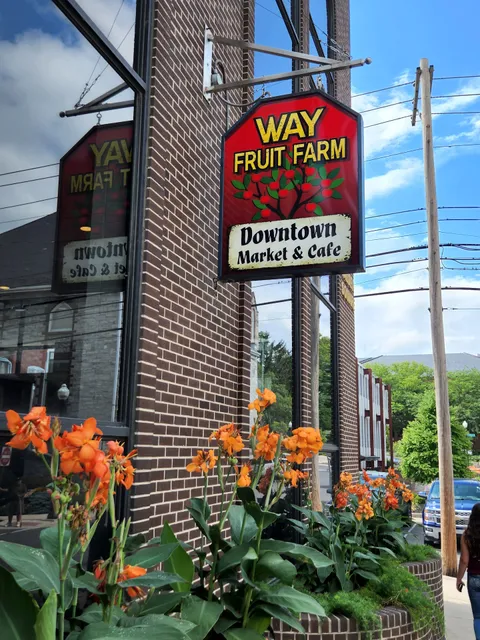 WAY
FRUIT FARM
Downtown
Market & Cafe